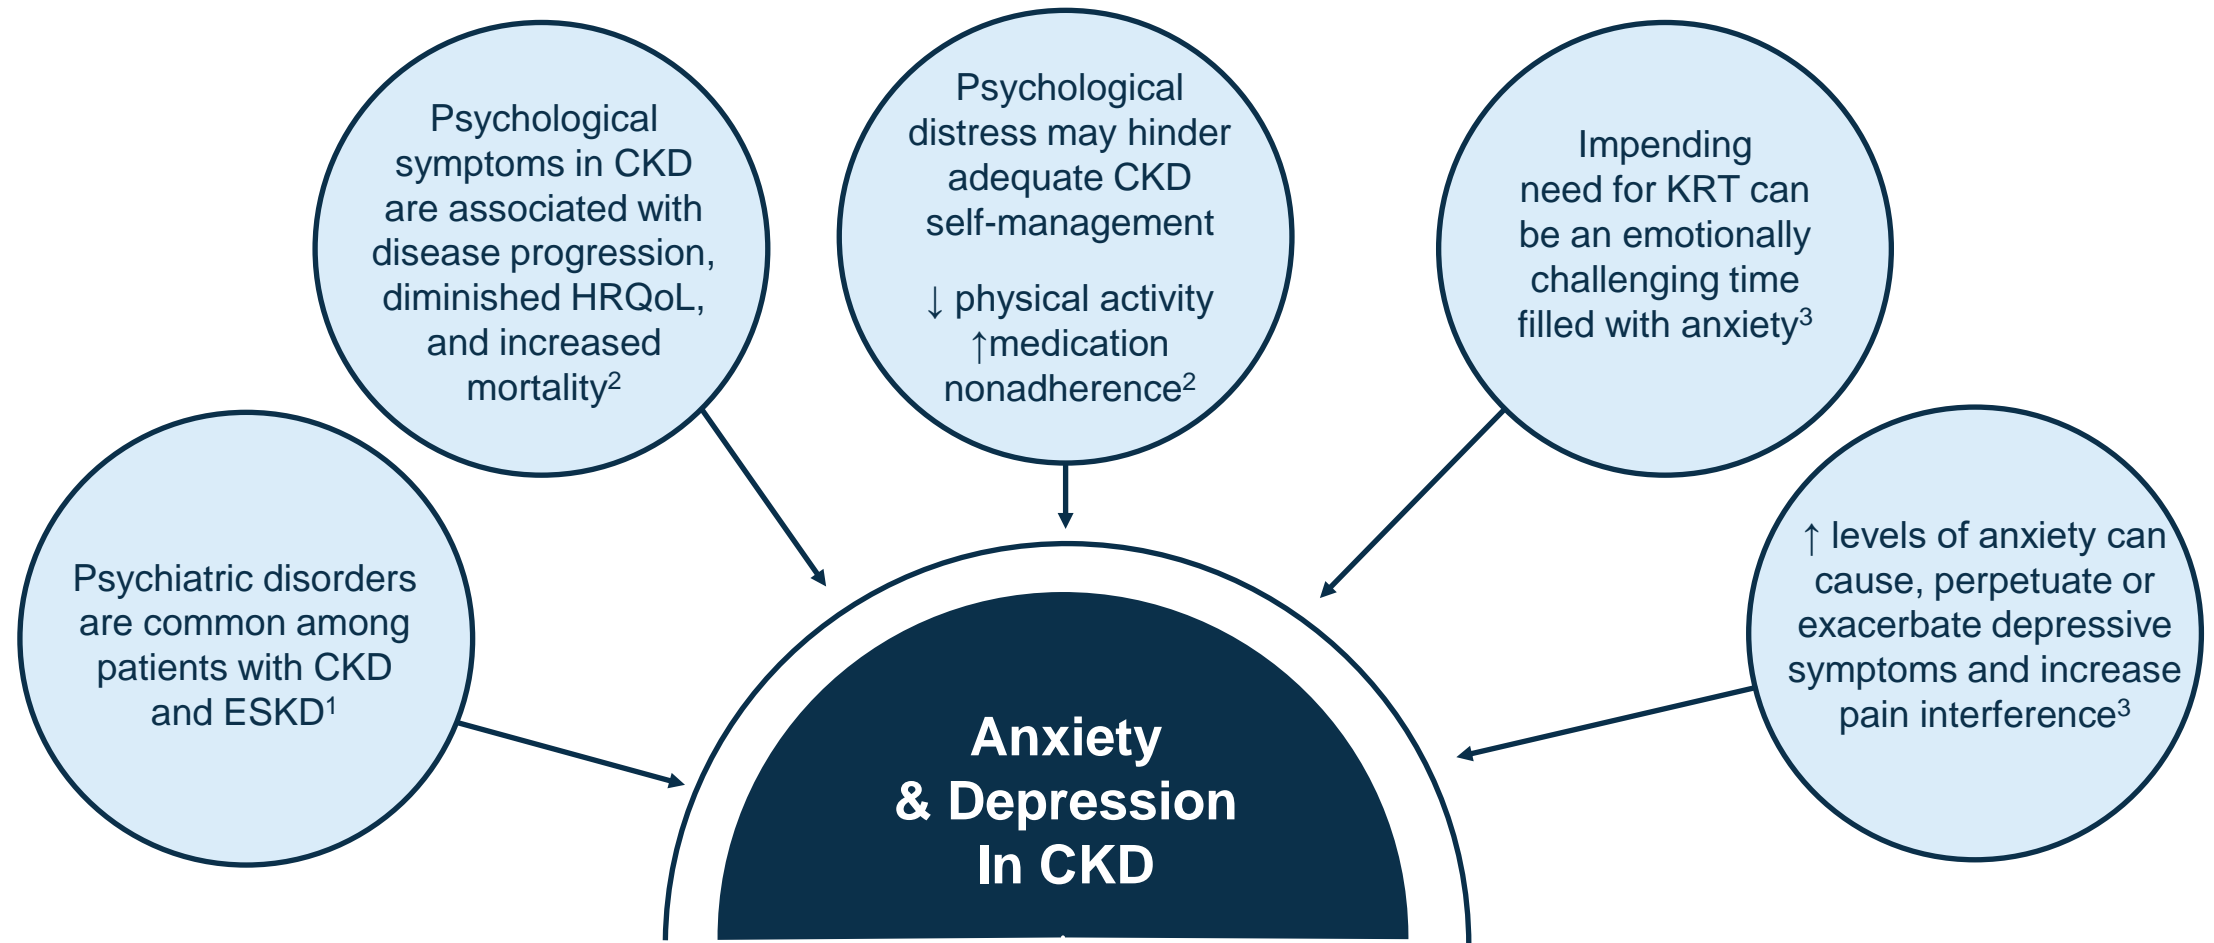 Psychological
symptoms in CKD
are associated with
disease progression,
diminished HRQoL,
and increased
mortality²
Psychological
distress may hinder
adequate CKD
self-management
↓ physical activity
↑medication
nonadherence²
Impending
need for KRT can
be an emotionally
challenging time
filled with anxiety³
Psychiatric disorders
are common among
patients with CKD
and ESKD¹
↑ levels of anxiety can
cause, perpetuate or
exacerbate depressive
symptoms and increase
pain interference³
Anxiety
& Depression
In CKD